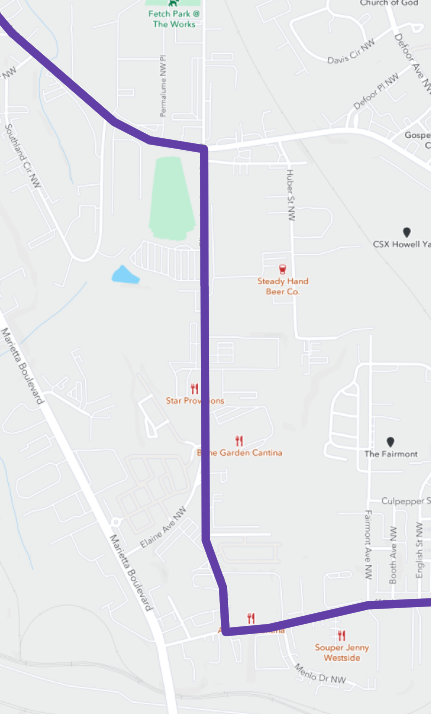 Church of God
Fetch Park @
The Works
Davis Cir NW
Defoor Ave NW
NW
Permalume NW Pl
Defoor Pl NW
Southland Cir NW
Gospe
C
Huber St NW
CSX Howell Ya
Steady Hand
Beer Co.
Marietta Boulevard
Star Provisions
B ne Garden Cantina
The Fairmont
Culpepper S
Elaine Ave NW
Fairmont Ave NW
Booth Ave NW
English St NW
Marietta Boulevard
Souper Jenny
Westside
Menlo Dr NW